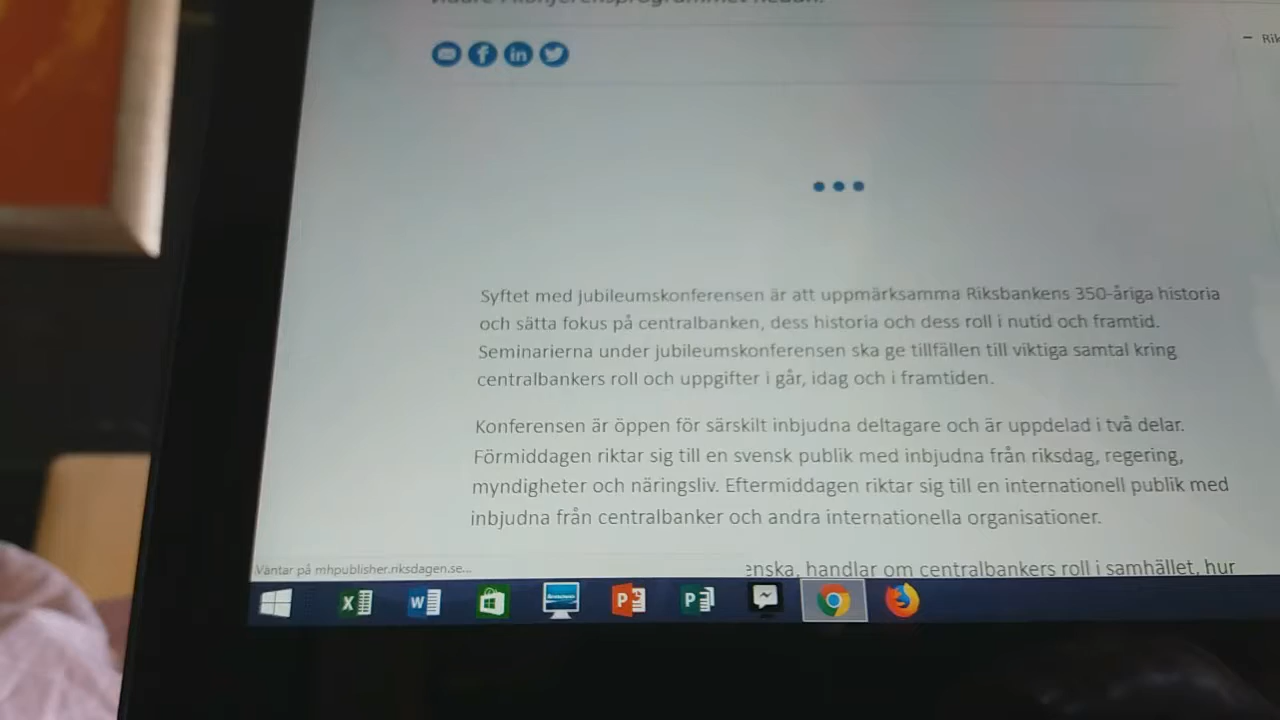 Rik
Syftet med jubileumskonferensen är att uppmärksamma Riksbankens 350-åriga historia
och sätta fokus på centralbanken, dess historia och dess roll i nutid och framtid.
Seminarierna under jubileumskonferensen ska ge tillfällen till viktiga samtal kring
centralbankers roll och uppgifter i går, idag och i framtiden.
Konferensen är öppen för särskilt inbjudna deltagare och är uppdelad i två delar.
Förmiddagen riktar sig till en svensk publik med inbjudna från riksdag, regering,
myndigheter och näringsliv. Eftermiddagen riktar sig till en internationell publik med
inbjudna från centralbanker och andra internationella organisationer.
enska, handlar om centralbankers roll i samhället, hur
Väntar på mhpublisher.riksdagen.se...